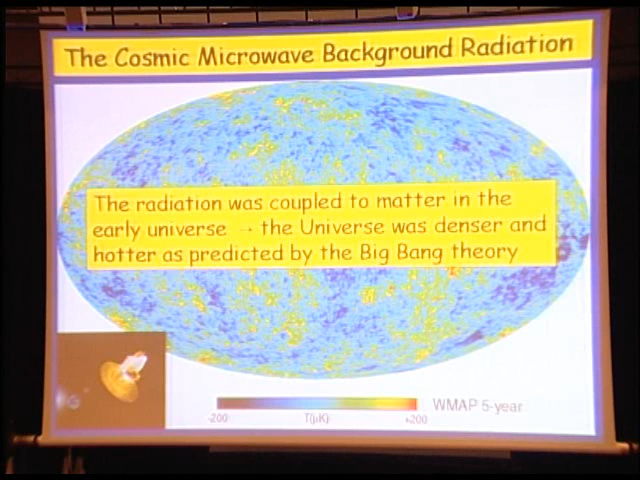 The Cosmic Microwave Background Radiation
The radiation was coupled to matter in the
early universe → the Universe was denser and
hotter as predicted by the Big Bang theory
WMAP 5-year
-200 T(μK) +200